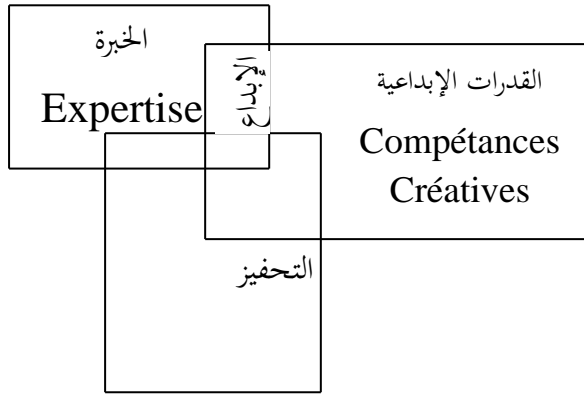 الخبرة
Expertise
الإبداع
القدرات الإبداعية
Compétances
Créatives
التحفيز